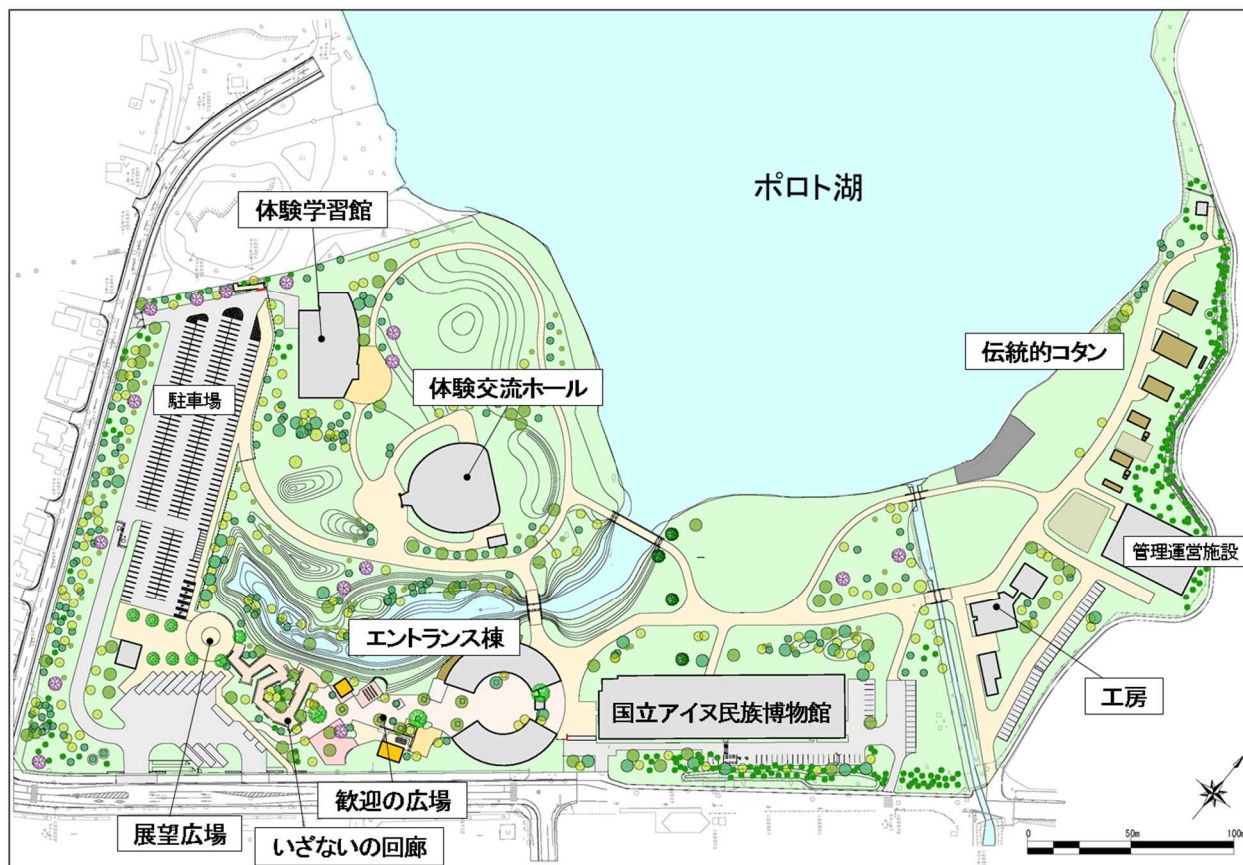 ポロト湖
体験学習館
伝統的コタン
体験交流ホール
駐車場
管理運営施設
エントランス棟
国立アイヌ民族博物館
工房
歓迎の広場
展望広場
いざないの回廊
0 50m 100m